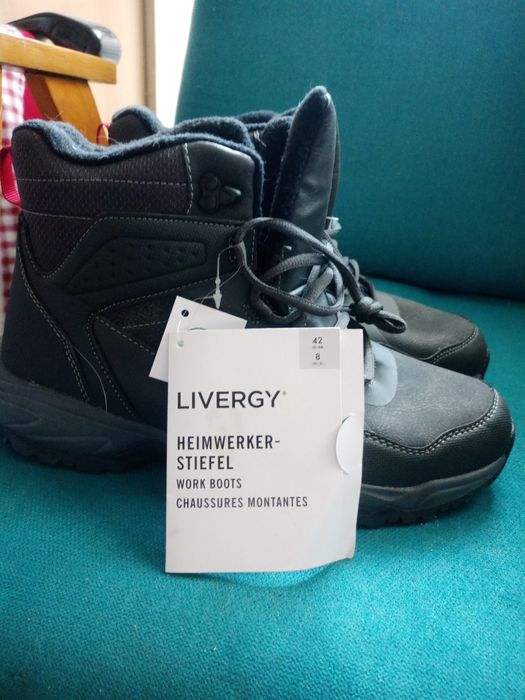 42
8
LIVERGY®
HEIMWERKER-
STIEFEL
WORK BOOTS
CHAUSSURES MONTANTES